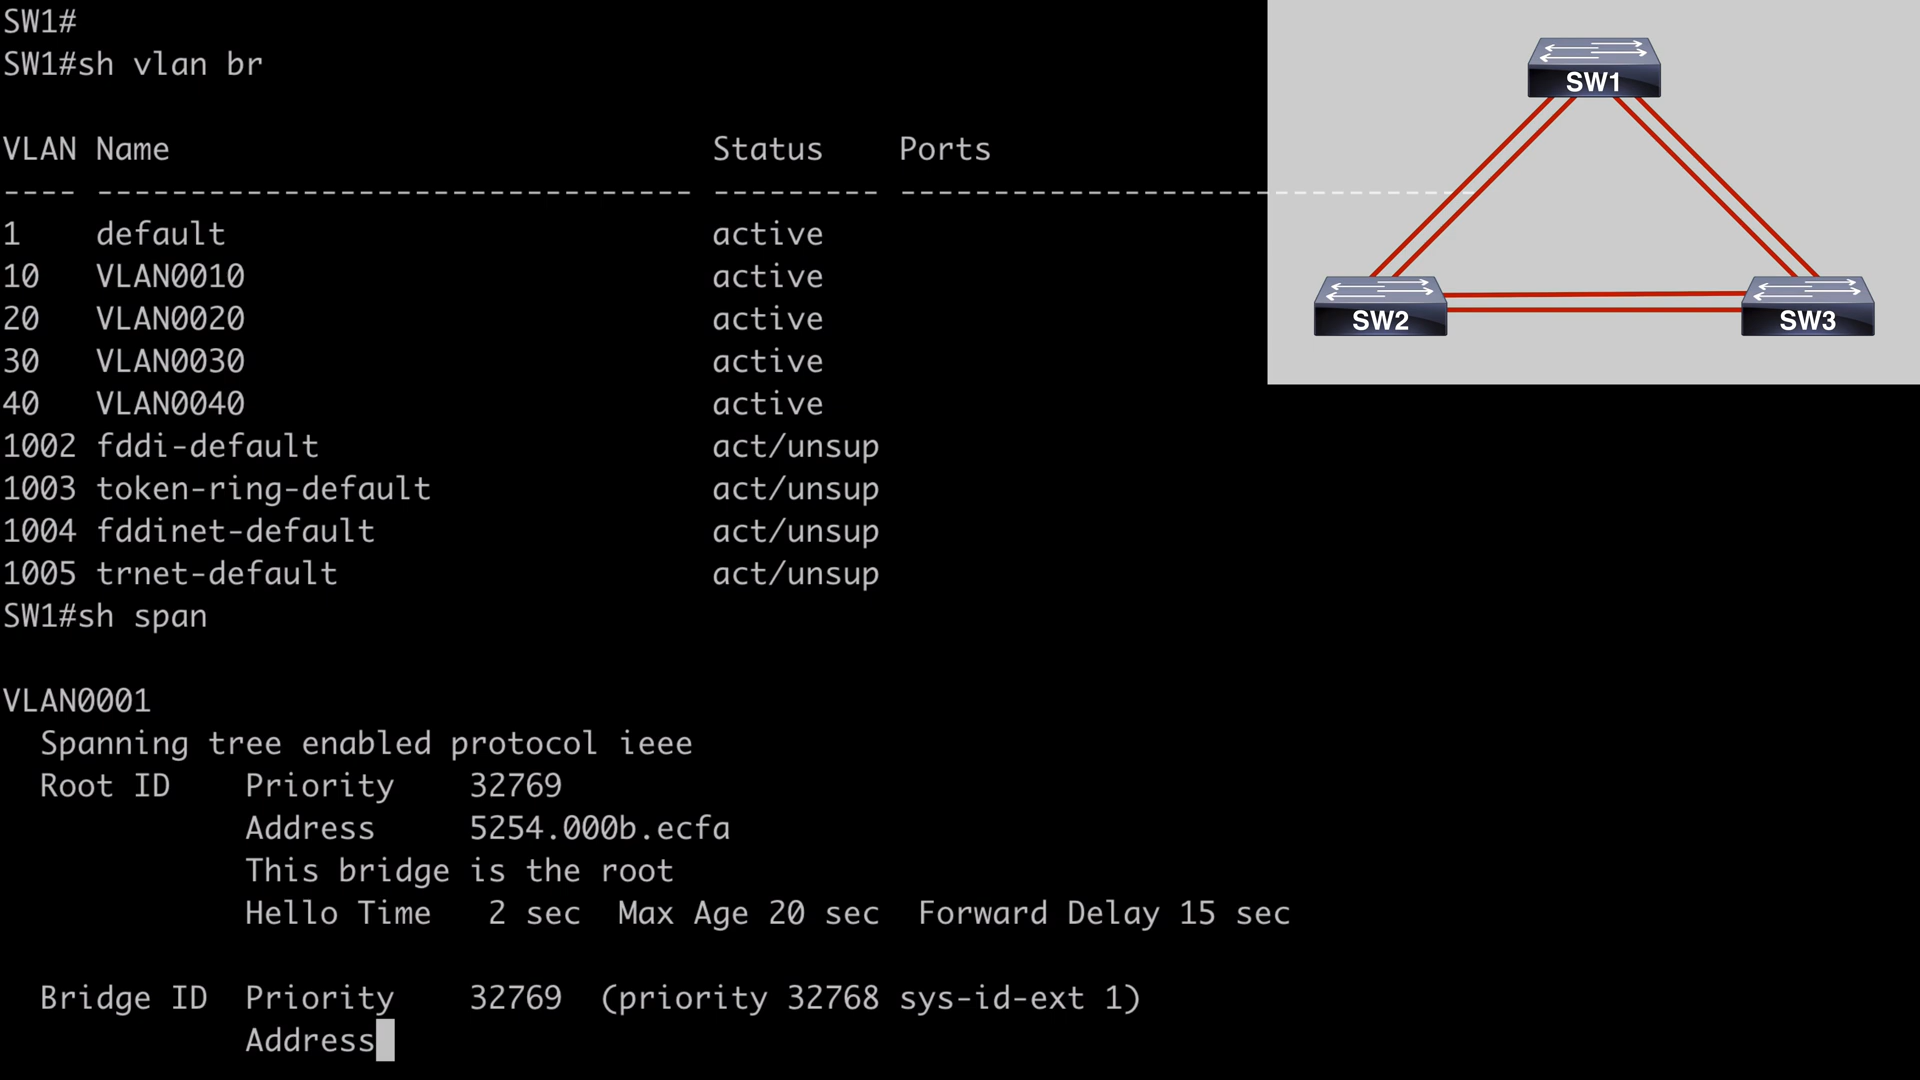 SW1#
SW1#sh vlan br
VLAN Name                             Status    Ports
---- -------------------------------- --------- -------------------------------
1    default                          active
10   VLAN0010                         active
20   VLAN0020                         active
30   VLAN0030                         active
40   VLAN0040                         active
1002 fddi-default                     act/unsup
1003 token-ring-default               act/unsup
1004 fddinet-default                  act/unsup
1005 trnet-default                    act/unsup
SW1#sh span
VLAN0001
  Spanning tree enabled protocol ieee
  Root ID    Priority    32769
             Address     5254.000b.ecfa
             This bridge is the root
             Hello Time   2 sec  Max Age 20 sec  Forward Delay 15 sec
  Bridge ID  Priority    32769  (priority 32768 sys-id-ext 1)
             Address
SW1
SW2
SW3